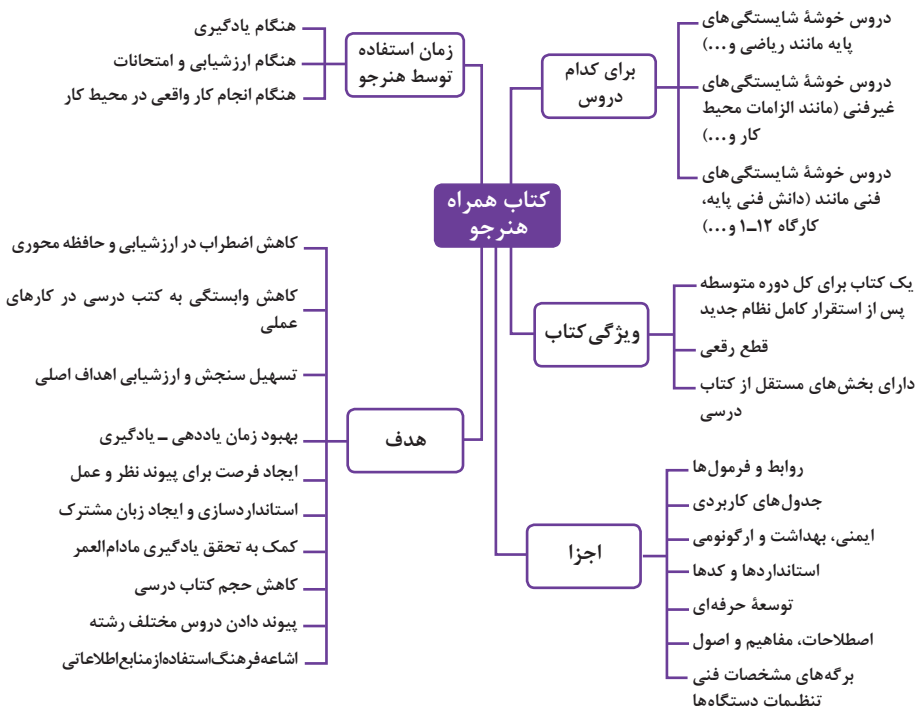 کتاب همراه
هنرجو
برای کدام
دروس
دروس خوشهٔ شایستگی‌های
پایه مانند ریاضی و...)
دروس خوشهٔ شایستگی‌های
غیرفنی (مانند الزامات محیط
کار و...)
دروس خوشهٔ شایستگی‌های
فنی مانند (دانش فنی پایه،
کارگاه ۱۲ــ۱ و...)
ویژگی کتاب
یک کتاب برای کل دوره متوسطه
پس از استقرار کامل نظام جدید
قطع رقعی
دارای بخش‌های مستقل از کتاب
درسی
اجزا
روابط و فرمول‌ها
جدول‌های کاربردی
ایمنی، بهداشت و ارگونومی
استانداردها و کدها
توسعهٔ حرفه‌ای
اصطلاحات، مفاهیم و اصول
برگه‌های مشخصات فنی
تنظیمات دستگاه‌ها
زمان استفاده
توسط هنرجو
هنگام یادگیری
هنگام ارزشیابی و امتحانات
هنگام انجام کار واقعی در محیط کار
هدف
کاهش اضطراب در ارزشیابی و حافظه محوری
کاهش وابستگی به کتب درسی در کارهای
عملی
تسهیل سنجش و ارزشیابی اهداف اصلی
بهبود زمان یاددهی ــ یادگیری
ایجاد فرصت برای پیوند نظر و عمل
استانداردسازی و ایجاد زبان مشترک
کمک به تحقق یادگیری مادام‌العمر
کاهش حجم کتاب درسی
پیوند دادن دروس مختلف رشته
اشاعه فرهنگ استفاده از منابع اطلاعاتی